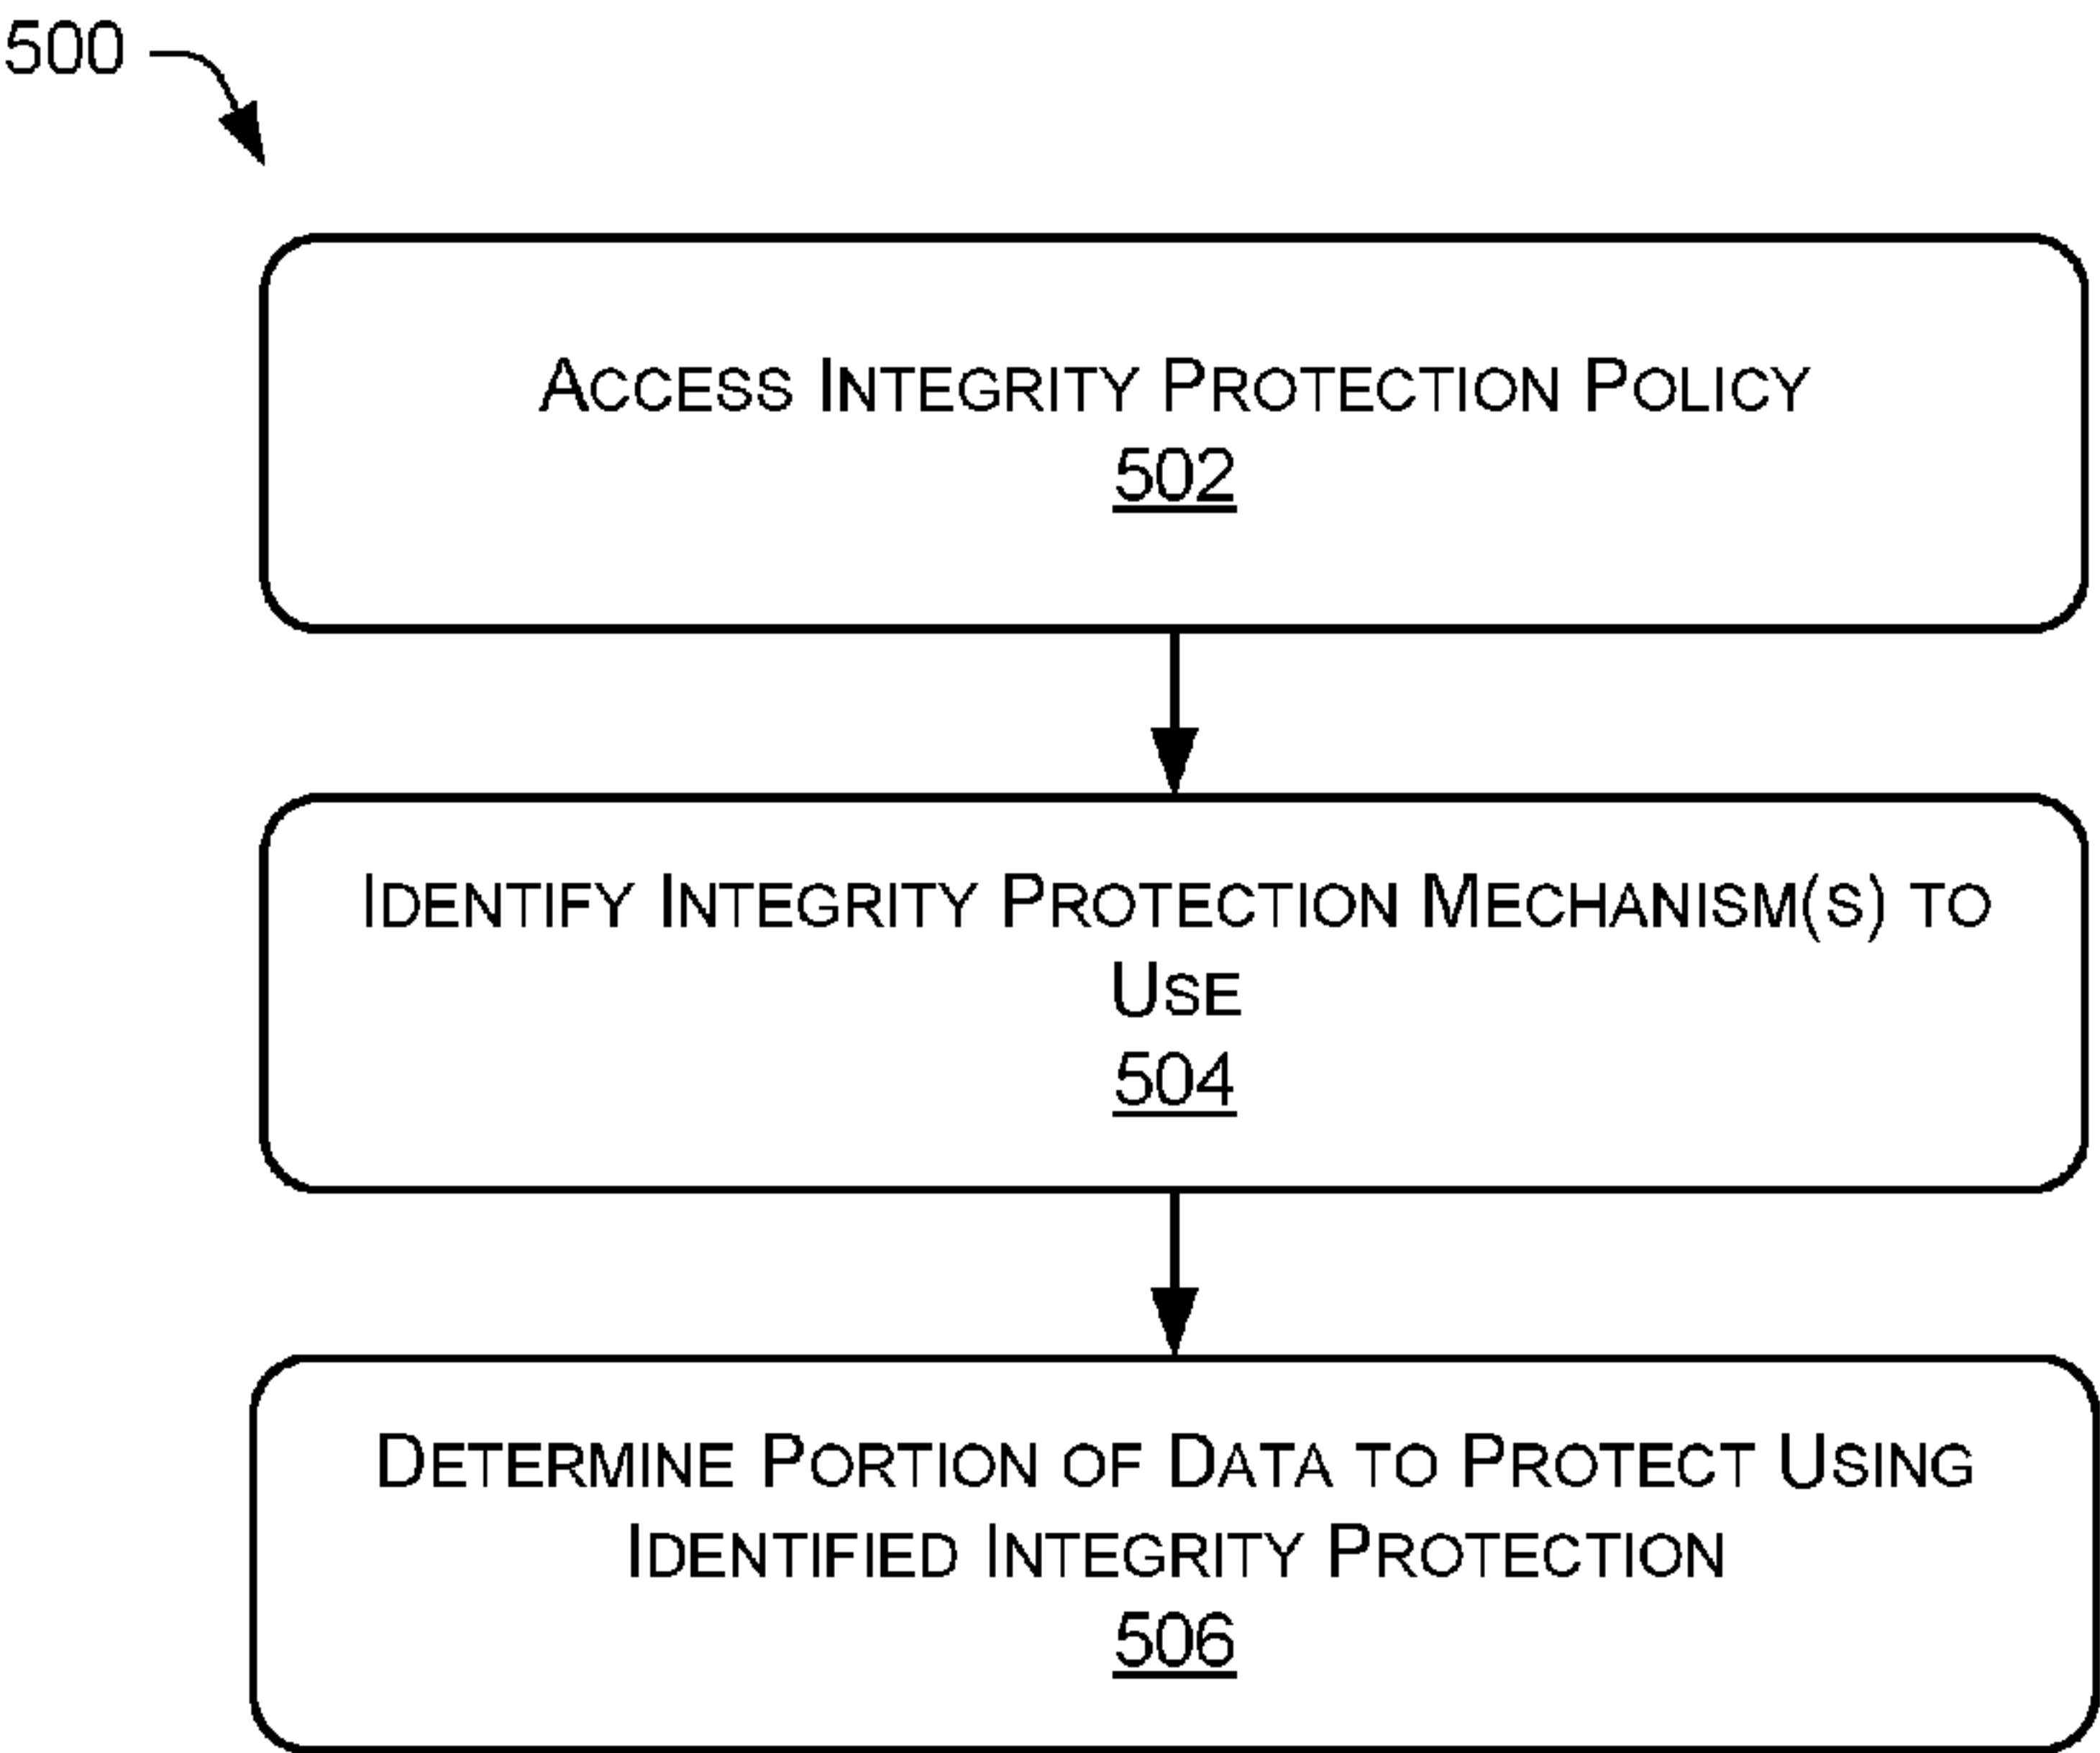 500
ACCESS INTEGRITY PROTECTION POLICY
502
IDENTIFY INTEGRITY PROTECTION MECHANISM(S) TO
USE
504
DETERMINE PORTION OF DATA TO PROTECT USING
IDENTIFIED INTEGRITY PROTECTION
506